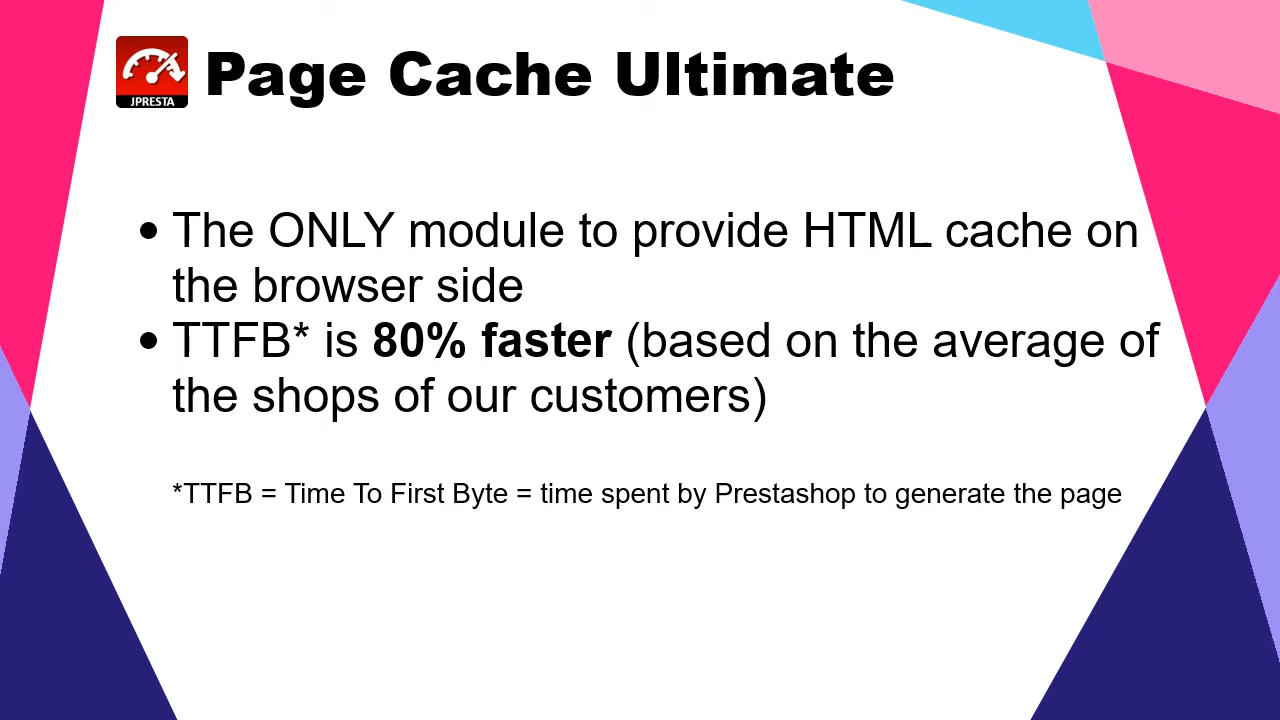 JPRESTA
Page Cache Ultimate
• The ONLY module to provide HTML cache on
the browser side
• TTFB* is 80% faster (based on the average of
the shops of our customers)
*TTFB = Time To First Byte = time spent by Prestashop to generate the page